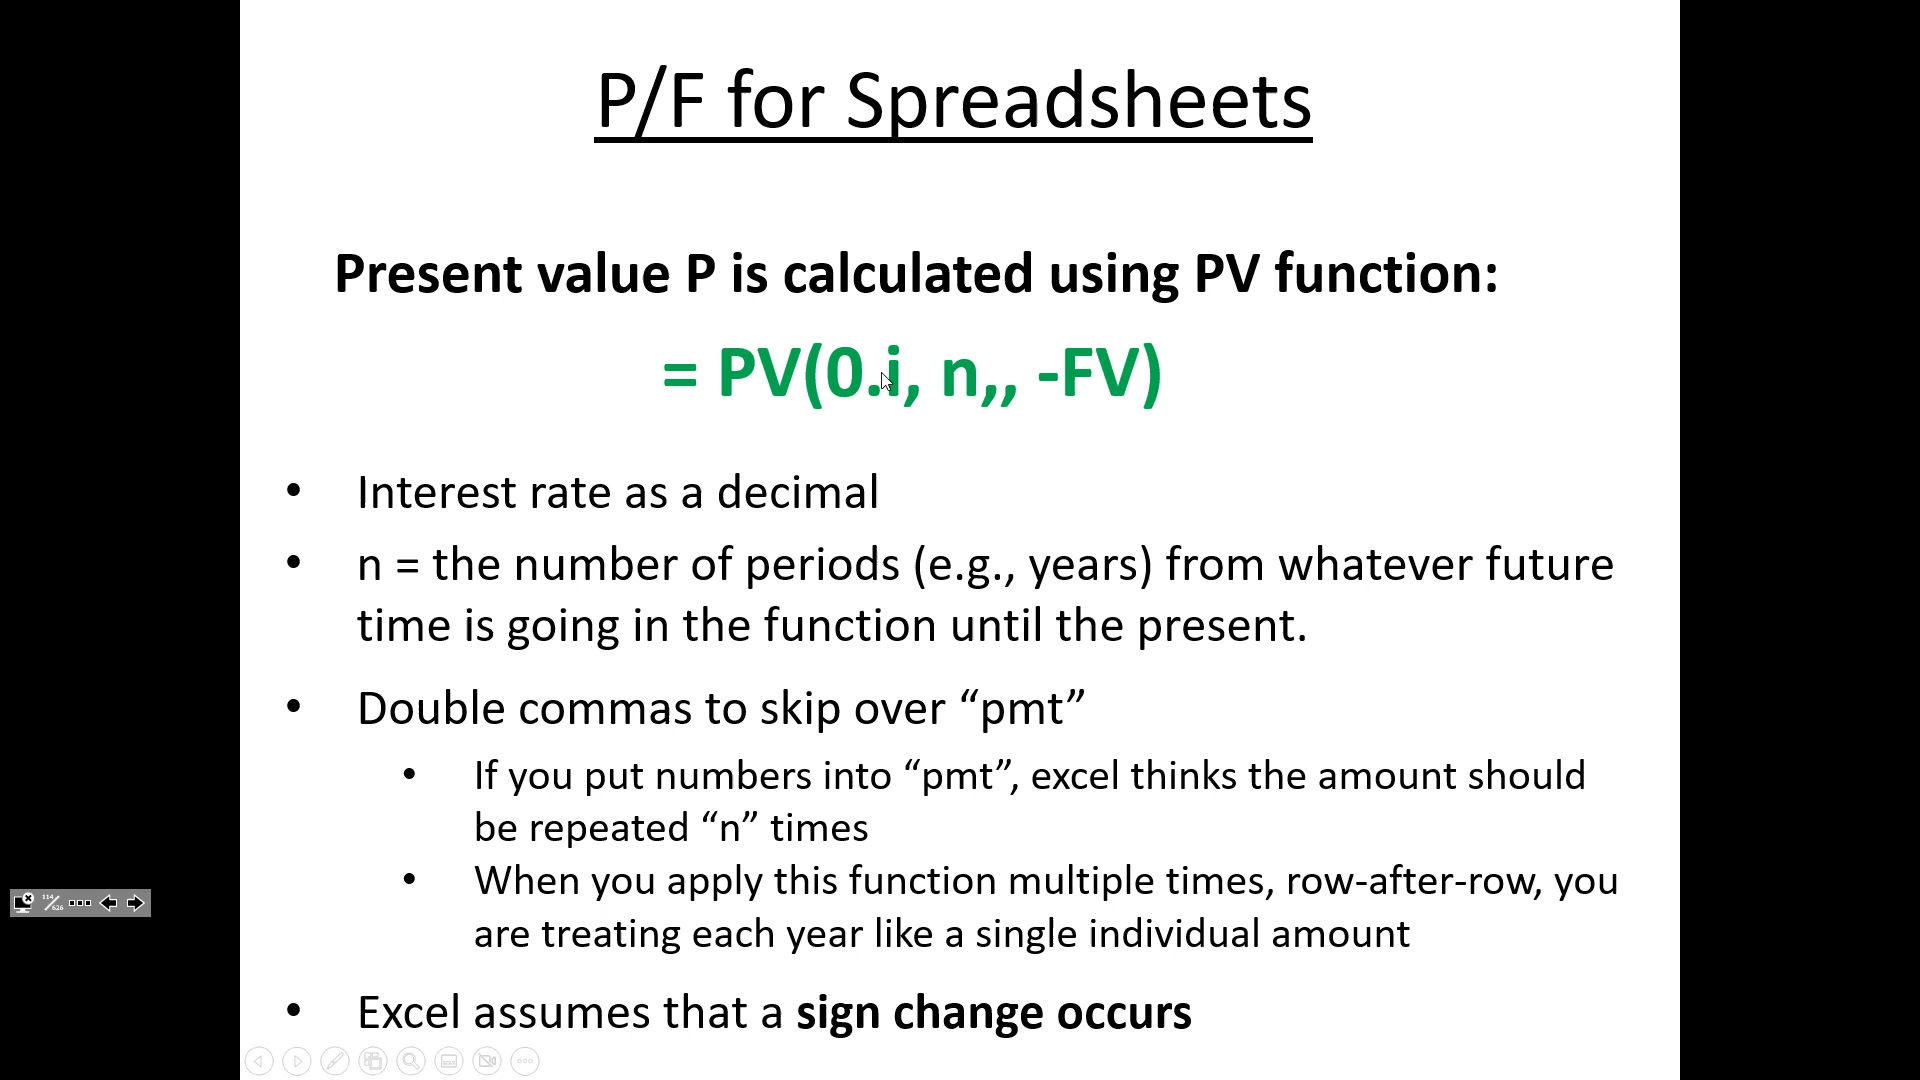 P/F for Spreadsheets
Present value P is calculated using PV function:
= PV(0.i, n,, -FV)
• Interest rate as a decimal
• n = the number of periods (e.g., years) from whatever future
time is going in the function until the present.
• Double commas to skip over “pmt”
• If you put numbers into “pmt”, excel thinks the amount should
be repeated “n” times
• When you apply this function multiple times, row-after-row, you
are treating each year like a single individual amount
114/626
• Excel assumes that a sign change occurs